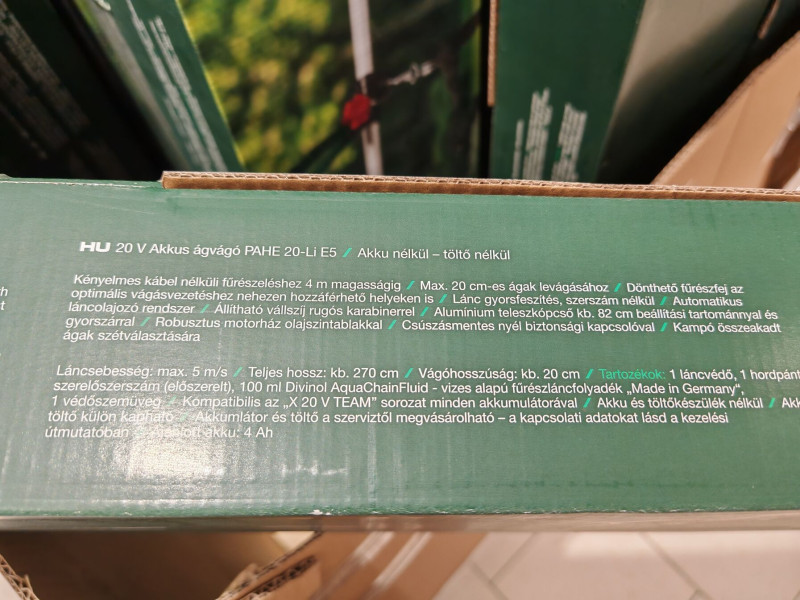 HU 20 V Akkus ágvágó PAHE 20-Li E5 / Akku nélkül – töltő nélkül
Kényelmes kábel nélküli fűrészeléshez 4 m magasságig / Max. 20 cm-es ágak levágásához / Dönthető fűrészfej az
optimális vágásvezetéshez nehezen hozzáférhető helyeken is / Lánc gyorsfeszítés, szerszám nélkül / Automatikus
láncolajozó rendszer / Állítható vállszíj rugós karabinerrel / Alumínium teleszkópcső kb. 82 cm beállítási tartománnyal és
gyorszárral / Robusztus motorház olajszintablakkal / Csúszásmentes nyél biztonsági kapcsolóval / Kampó összeakadt
ágak szétválasztására
Láncsebesség: max. 5 m/s / Teljes hossz: kb. 270 cm / Vágóhosszúság: kb. 20 cm / Tartozékok: 1 láncvédő, 1 hordpánt
szerelőszerszám (előszerelt), 100 ml Divinol AquaChainFluid - vizes alapú fűrészláncfolyadék „Made in Germany“,
1 védőszemüveg / Kompatibilis az „X 20 V TEAM” sorozat minden akkumulátorával / Akku és töltőkészülék nélkül / Akk
töltő külön kapható / Akkumlátor és töltő a szerviztől megvásárolható – a kapcsolati adatokat lásd a kezelési
útmutatóban / Ajánlott akku: 4 Ah